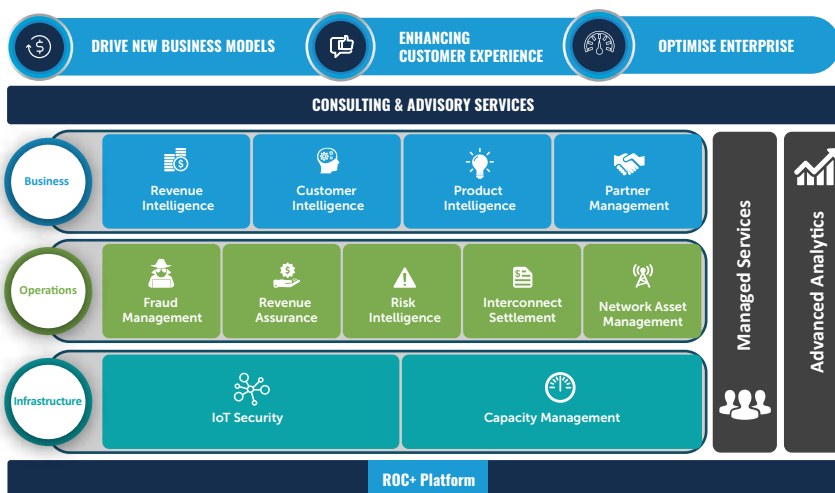 DRIVE NEW BUSINESS MODELS
ENHANCING
CUSTOMER EXPERIENCE
OPTIMISE ENTERPRISE
CONSULTING & ADVISORY SERVICES
Business
Revenue
Intelligence
Customer
Intelligence
Product
Intelligence
Partner
Management
Operations
Fraud
Management
Revenue
Assurance
Risk
Intelligence
Interconnect
Settlement
Network Asset
Management
Infrastructure
IoT Security
Capacity Management
Managed Services
Advanced Analytics
ROC+ Platform